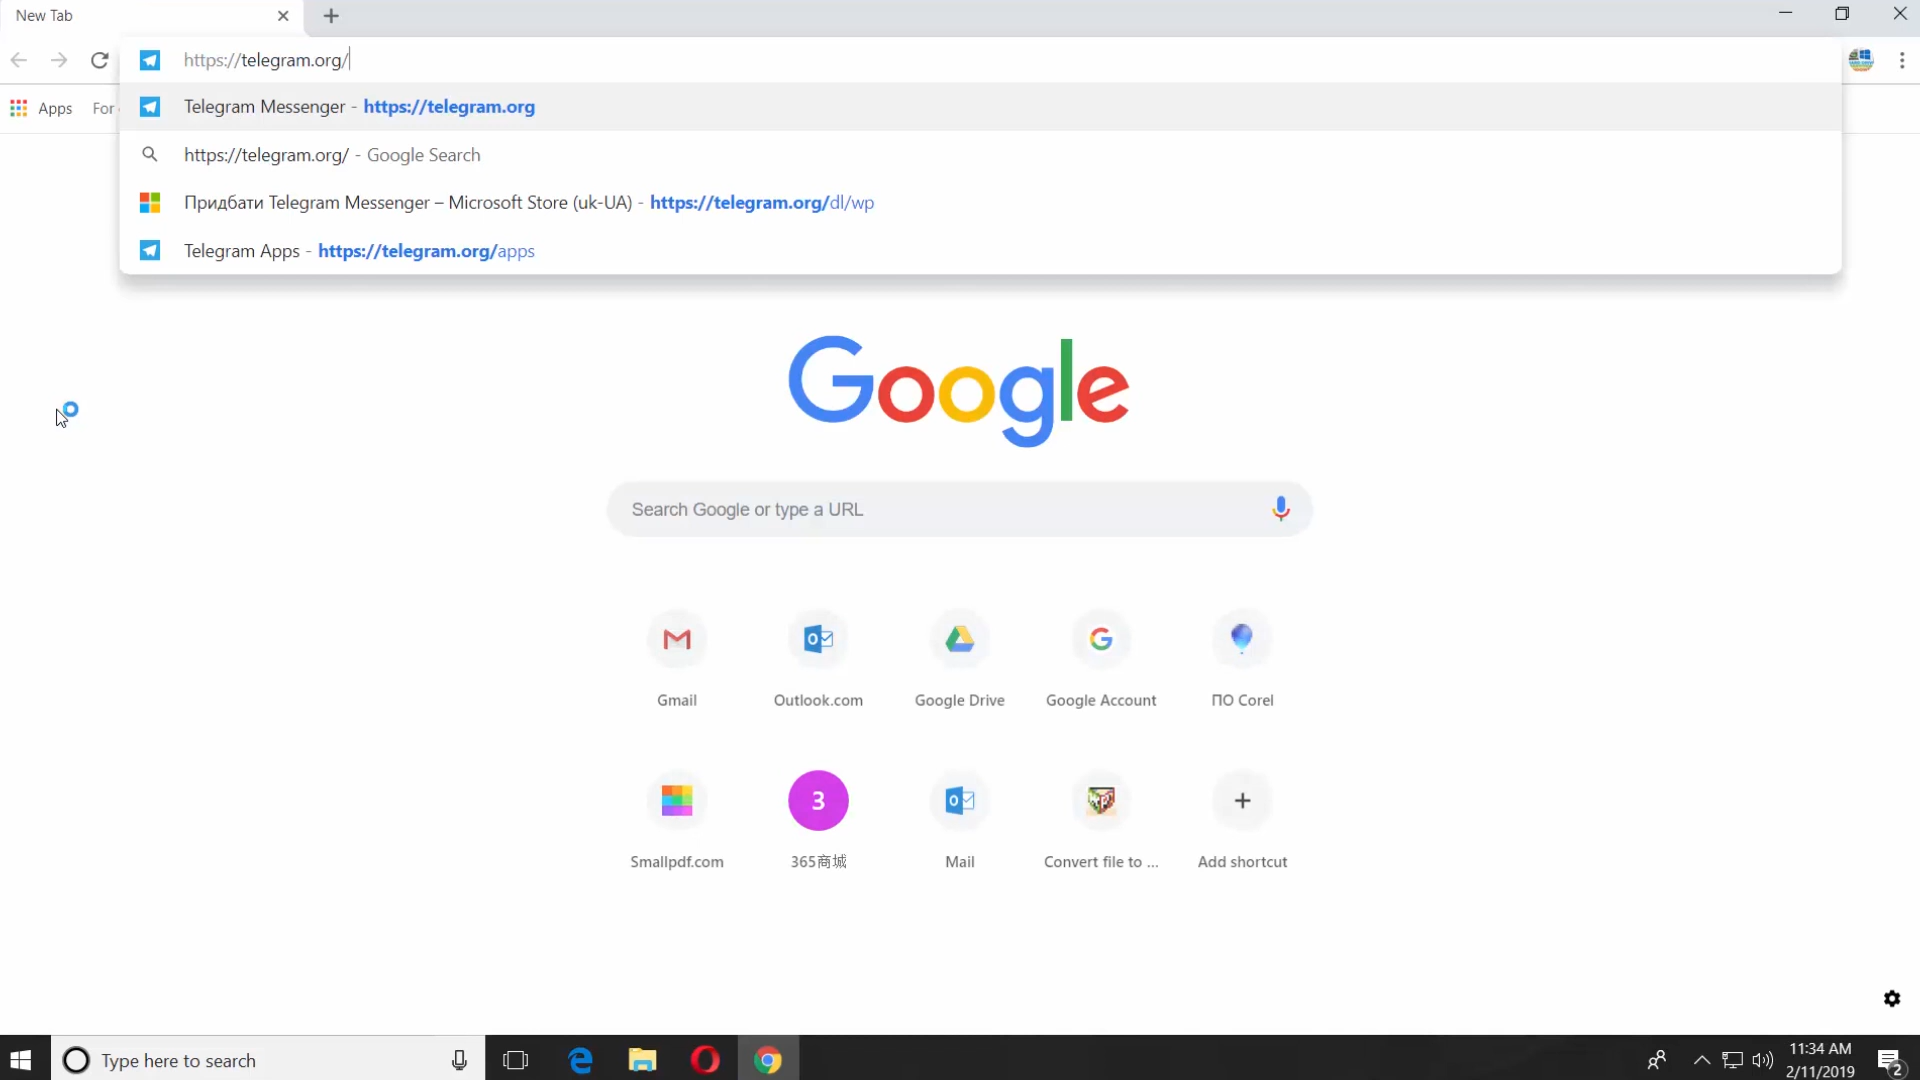 New Tab
https://telegram.org/
Telegram Messenger - https://telegram.org
https://telegram.org/ - Google Search
Придбати Telegram Messenger – Microsoft Store (uk-UA) - https://telegram.org/dl/wp
Telegram Apps - https://telegram.org/apps
Apps For
Google
Search Google or type a URL
Gmail Outlook.com Google Drive Google Account ПО Corel
3
Smallpdf.com 365商城 Mail Convert file to ... Add shortcut
Type here to search
11:34 AM
2/11/2019
2